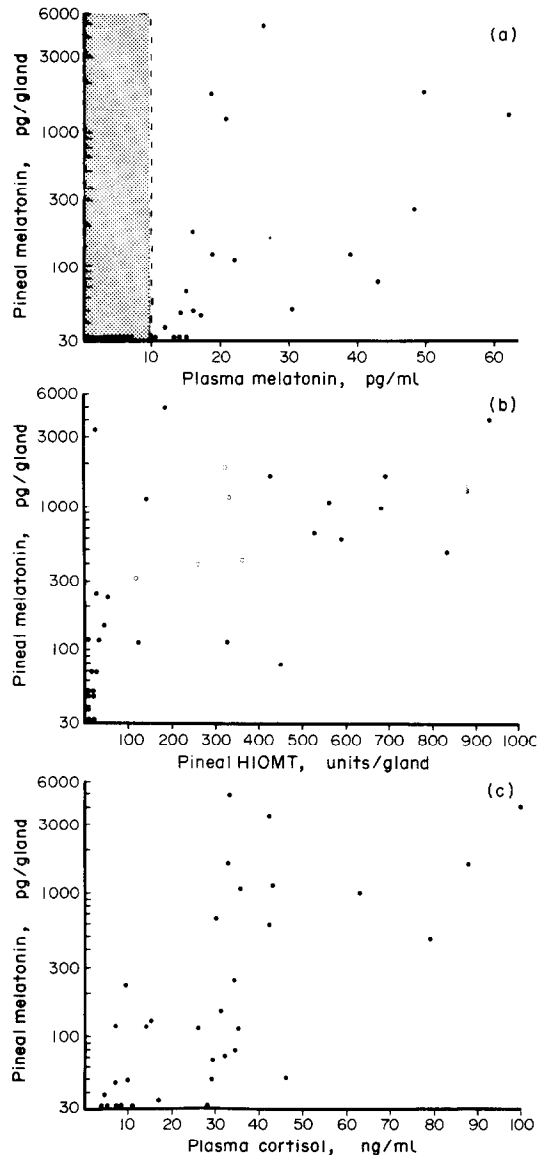 (a)
Pineal melatonin, pg/gland
6000
3000
1000
300
100
30
10 20 30 40 50 60
Plasma melatonin, pg/ml
(b)
Pineal melatonin, pg/gland
6000
3000
1000
300
100
30
100 200 300 400 500 600 700 800 900 1000
Pineal HIOMT, units/gland
(c)
Pineal melatonin, pg/gland
6000
3000
1000
300
100
30
10 20 30 40 50 60 70 80 90 100
Plasma cortisol, ng/ml